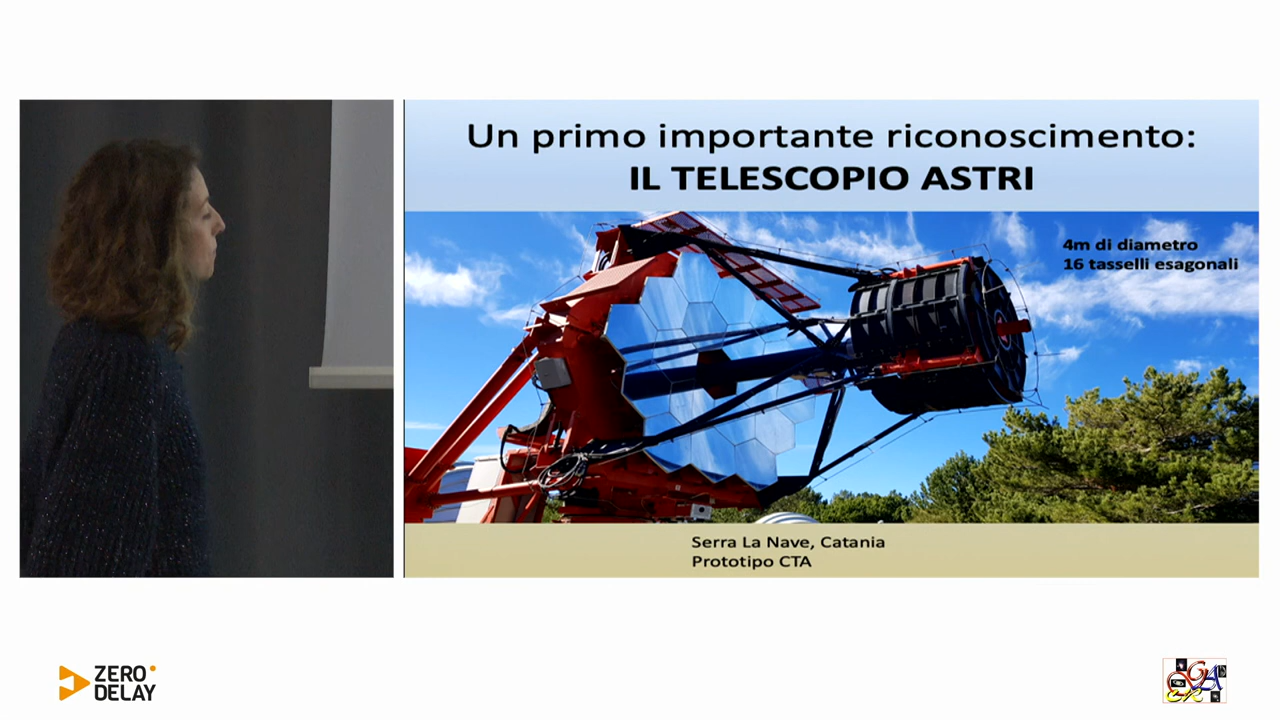 Un primo importante riconoscimento:
IL TELESCOPIO ASTRI
4m di diametro
16 tasselli esagonali
Serra La Nave, Catania
Prototipo CTA
ZERO
DELAY